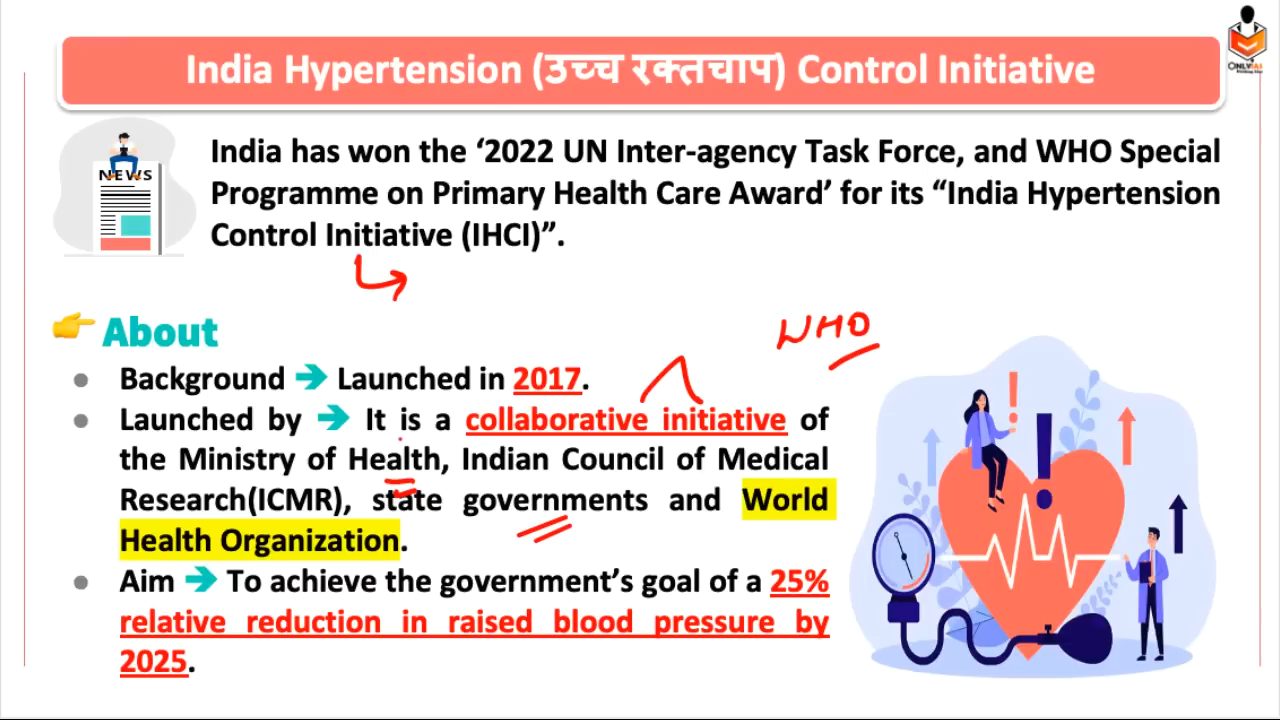 India Hypertension (उच्च रक्तचाप) Control Initiative
ONLYIAS
NEWS
India has won the ‘2022 UN Inter-agency Task Force, and WHO Special
Programme on Primary Health Care Award’ for its “India Hypertension
Control Initiative (IHCI)”.
WHO
About
● Background ➔ Launched in 2017.
● Launched by ➔ It is a collaborative initiative of
the Ministry of Health, Indian Council of Medical
Research(ICMR), state governments and World
Health Organization.
● Aim ➔ To achieve the government’s goal of a 25%
relative reduction in raised blood pressure by
2025.